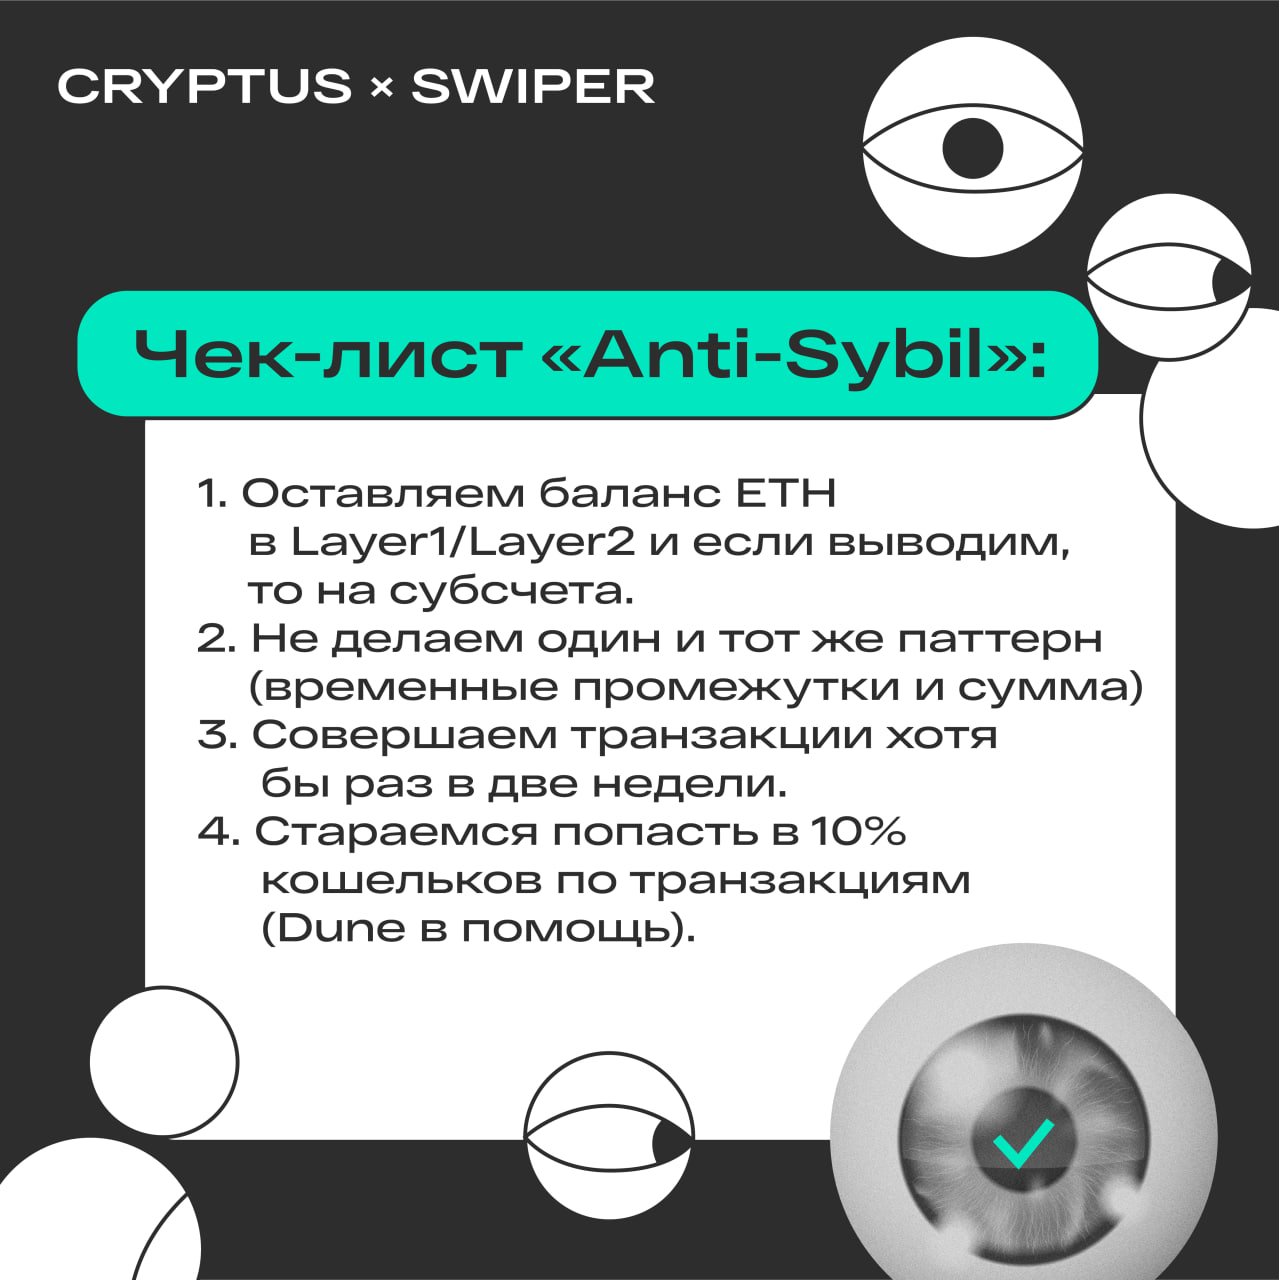 CRYPTUS × SWIPER
Чек-лист «Anti-Sybil»:
1. Оставляем баланс ETH
в Layer1/Layer2 и если выводим,
то на субсчета.
2. Не делаем один и тот же паттерн
(временные промежутки и сумма)
3. Совершаем транзакции хотя
бы раз в две недели.
4. Стараемся попасть в 10%
кошельков по транзакциям
(Dune в помощь).